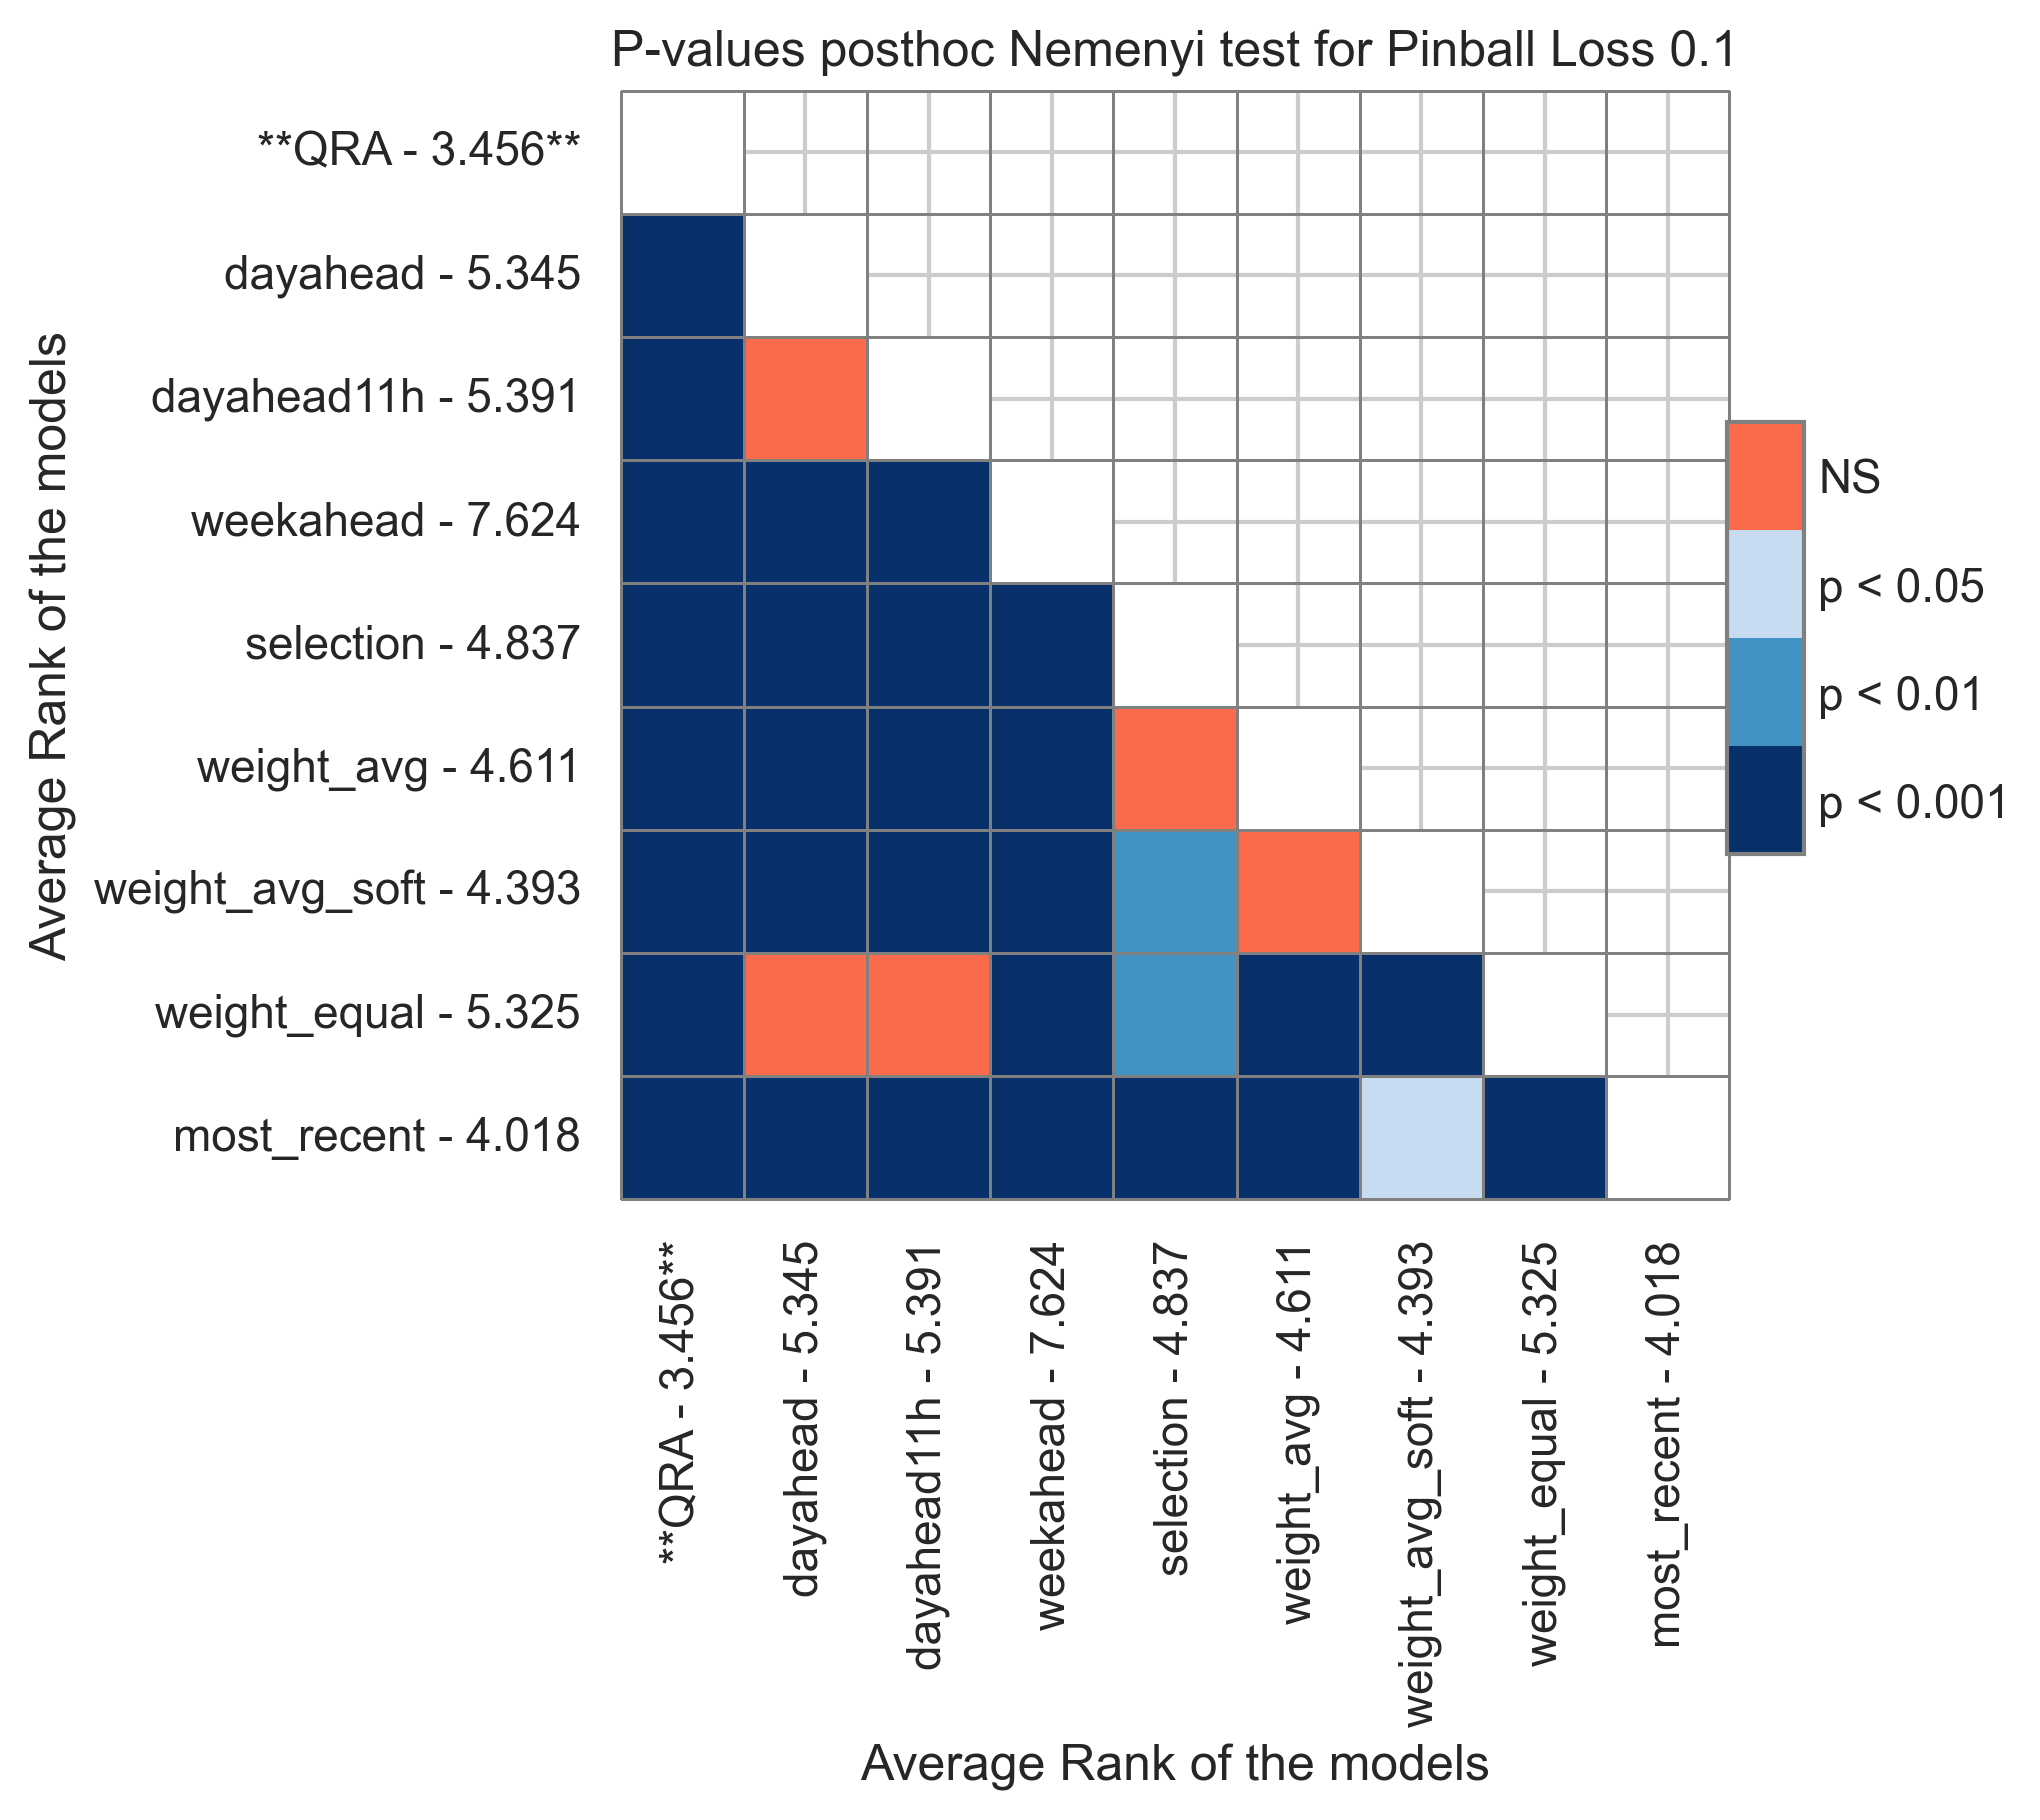 P-values posthoc Nemenyi test for Pinball Loss 0.1
Average Rank of the models
**QRA - 3.456**
dayahead - 5.345
dayahead11h - 5.391
weekahead - 7.624
selection - 4.837
weight_avg - 4.611
weight_avg_soft - 4.393
weight_equal - 5.325
most_recent - 4.018
NS
p < 0.05
p < 0.01
p < 0.001
**QRA - 3.456**
dayahead - 5.345
dayahead11h - 5.391
weekahead - 7.624
selection - 4.837
weight_avg - 4.611
weight_avg_soft - 4.393
weight_equal - 5.325
most_recent - 4.018
Average Rank of the models